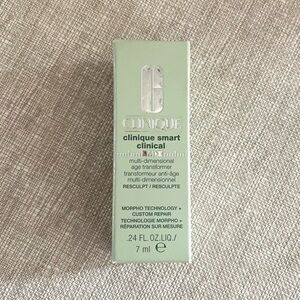 CLINIQUE
clinique smart
clinical
multi-dimensional
age transformer
transformeur anti-âge
multi-dimensionnel
RESCULPT / RESCULPTE
MORPHO TECHNOLOGY +
CUSTOM REPAIR
TECHNOLOGIE MORPHO +
RÉPARATION SUR MESURE
.24 FL.OZ.LIQ./
7 ml e